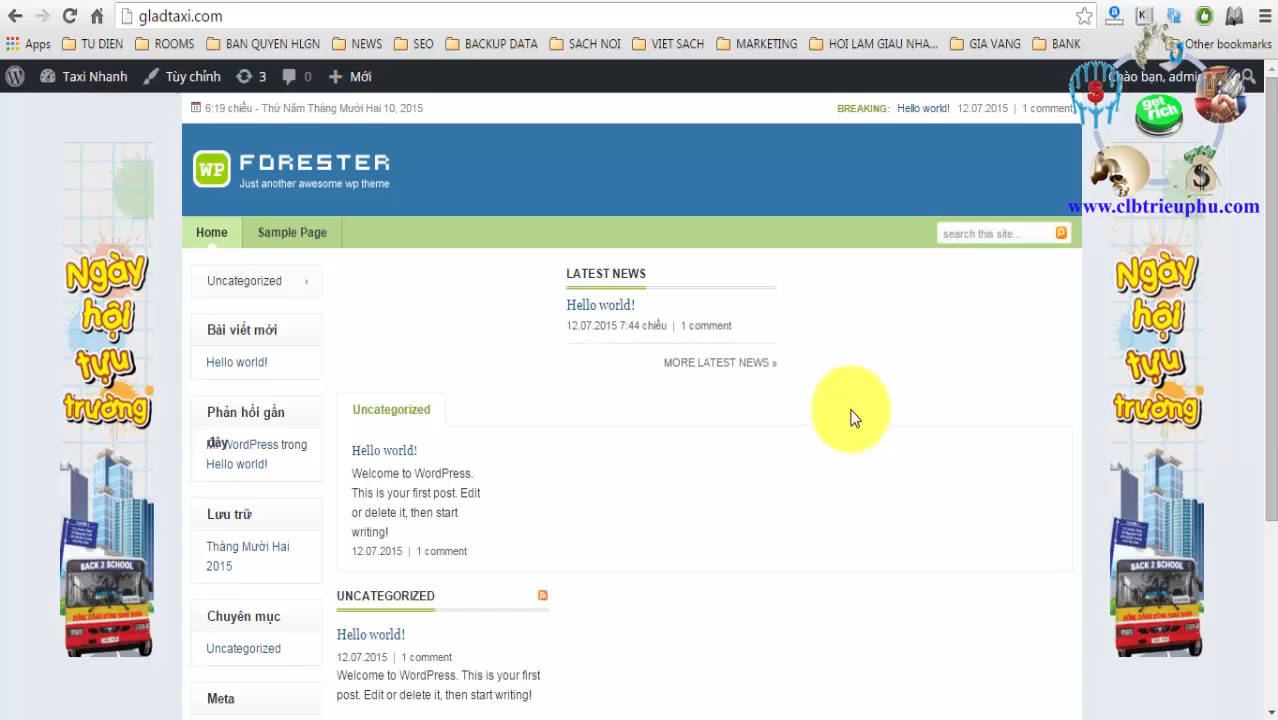 gladtaxi.com
Apps TU DIEN ROOMS BAN QUYEN HLGN NEWS SEO BACKUP DATA SACH NOI VIET SACH MARKETING HOI LAM GIAU NHA... GIA VANG BANK Other bookmarks
Taxi Nhanh Tùy chỉnh 3 0 Mới Chào bạn, admin
6:19 chiều - Thứ Năm Tháng Mười Hai 10, 2015
BREAKING: Hello world! 12.07.2015 | 1 comment
get rich
www.clbtrieuphu.com
WP FORESTER
Just another awesome wp theme
Home Sample Page
search this site...
Uncategorized ›
Bài viết mới
Hello world!
Phản hồi gần đây
WordPress trong
Hello world!
Lưu trữ
Tháng Mười Hai
2015
Chuyên mục
Uncategorized
Meta
LATEST NEWS
Hello world!
12.07.2015 7:44 chiều | 1 comment
MORE LATEST NEWS »
Uncategorized
Hello world!
Welcome to WordPress.
This is your first post. Edit
or delete it, then start
writing!
12.07.2015 | 1 comment
UNCATEGORIZED
Hello world!
12.07.2015 | 1 comment
Welcome to WordPress. This is your first
post. Edit or delete it, then start writing!
Ngày
hội
tựu
trường
BACK 2 SCHOOL
Ngày
hội
tựu
trường
BACK 2 SCHOOL